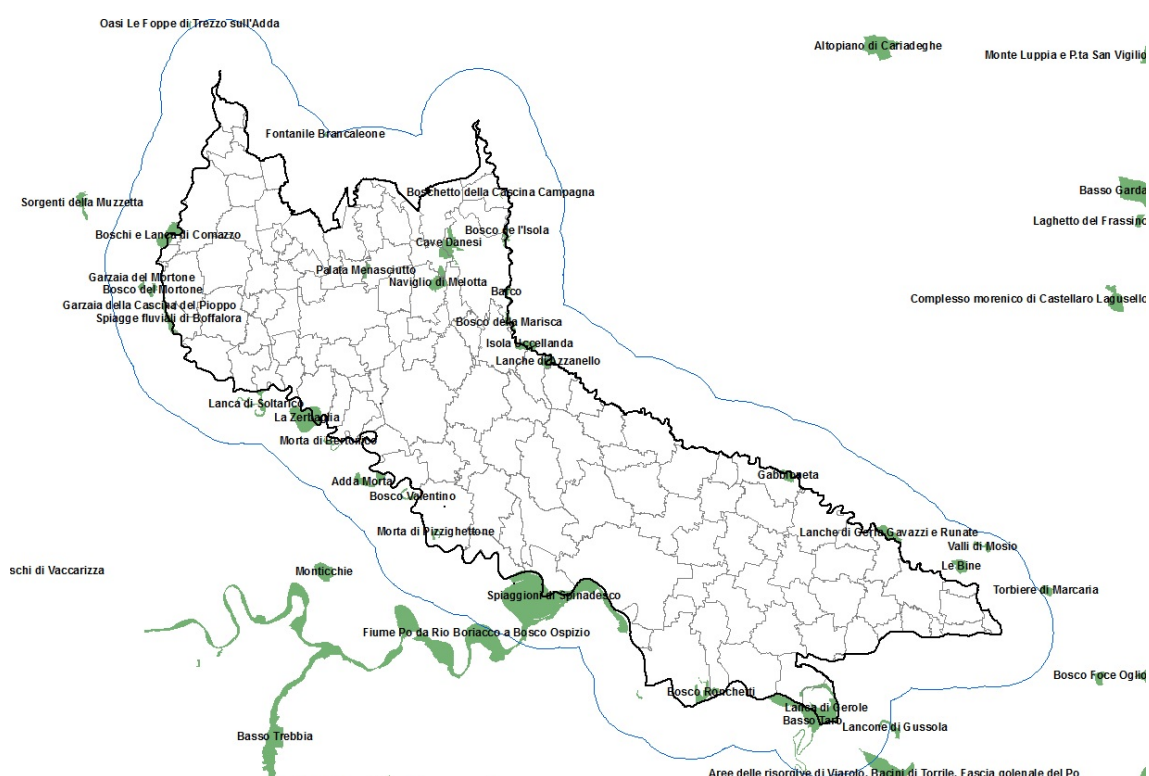 Oasi Le Foppe di Trezzo sull'Adda
Altopiano di Cariadeghe
Monte Luppia e P.ta San Vigilio
Fontanile Brancaleone
Boschetto della Cascina Campagna
Basso Garda
Sorgenti della Muzzetta
Laghetto del Frassino
Boschi e Lanca di Comazzo
Bosco de l'Isola
Cave Danesi
Palata Menasciutto
Garzaia del Mortone
Naviglio di Melotta
Bosco del Mortone
Barco
Complesso morenico di Castellaro Lagusello
Garzaia della Cascina del Pioppo
Spiagge fluviali di Boffalora
Bosco della Marisca
Isola Uccellanda
Lanche di Azzanello
Lanca di Soltarico
La Zerbaglia
Morta di Bertonico
Gabbioneta
Adda Morta
Bosco Valentino
Morta di Pizzighettone
Lanche di Gerra Gavazzi e Runate
Valli di Mosio
Le Bine
schi di Vaccarizza
Monticchie
Torbiere di Marcaria
Spiaggioni di Spinadesco
Fiume Po da Rio Boriacco a Bosco Ospizio
Bosco Foce Oglio
Bosco Ronchetti
Lanca di Gerole
Basso Taro
Lancone di Gussola
Basso Trebbia
Aree delle risorgive di Viarolo, Bacini di Torrile, Fascia golenale del Po